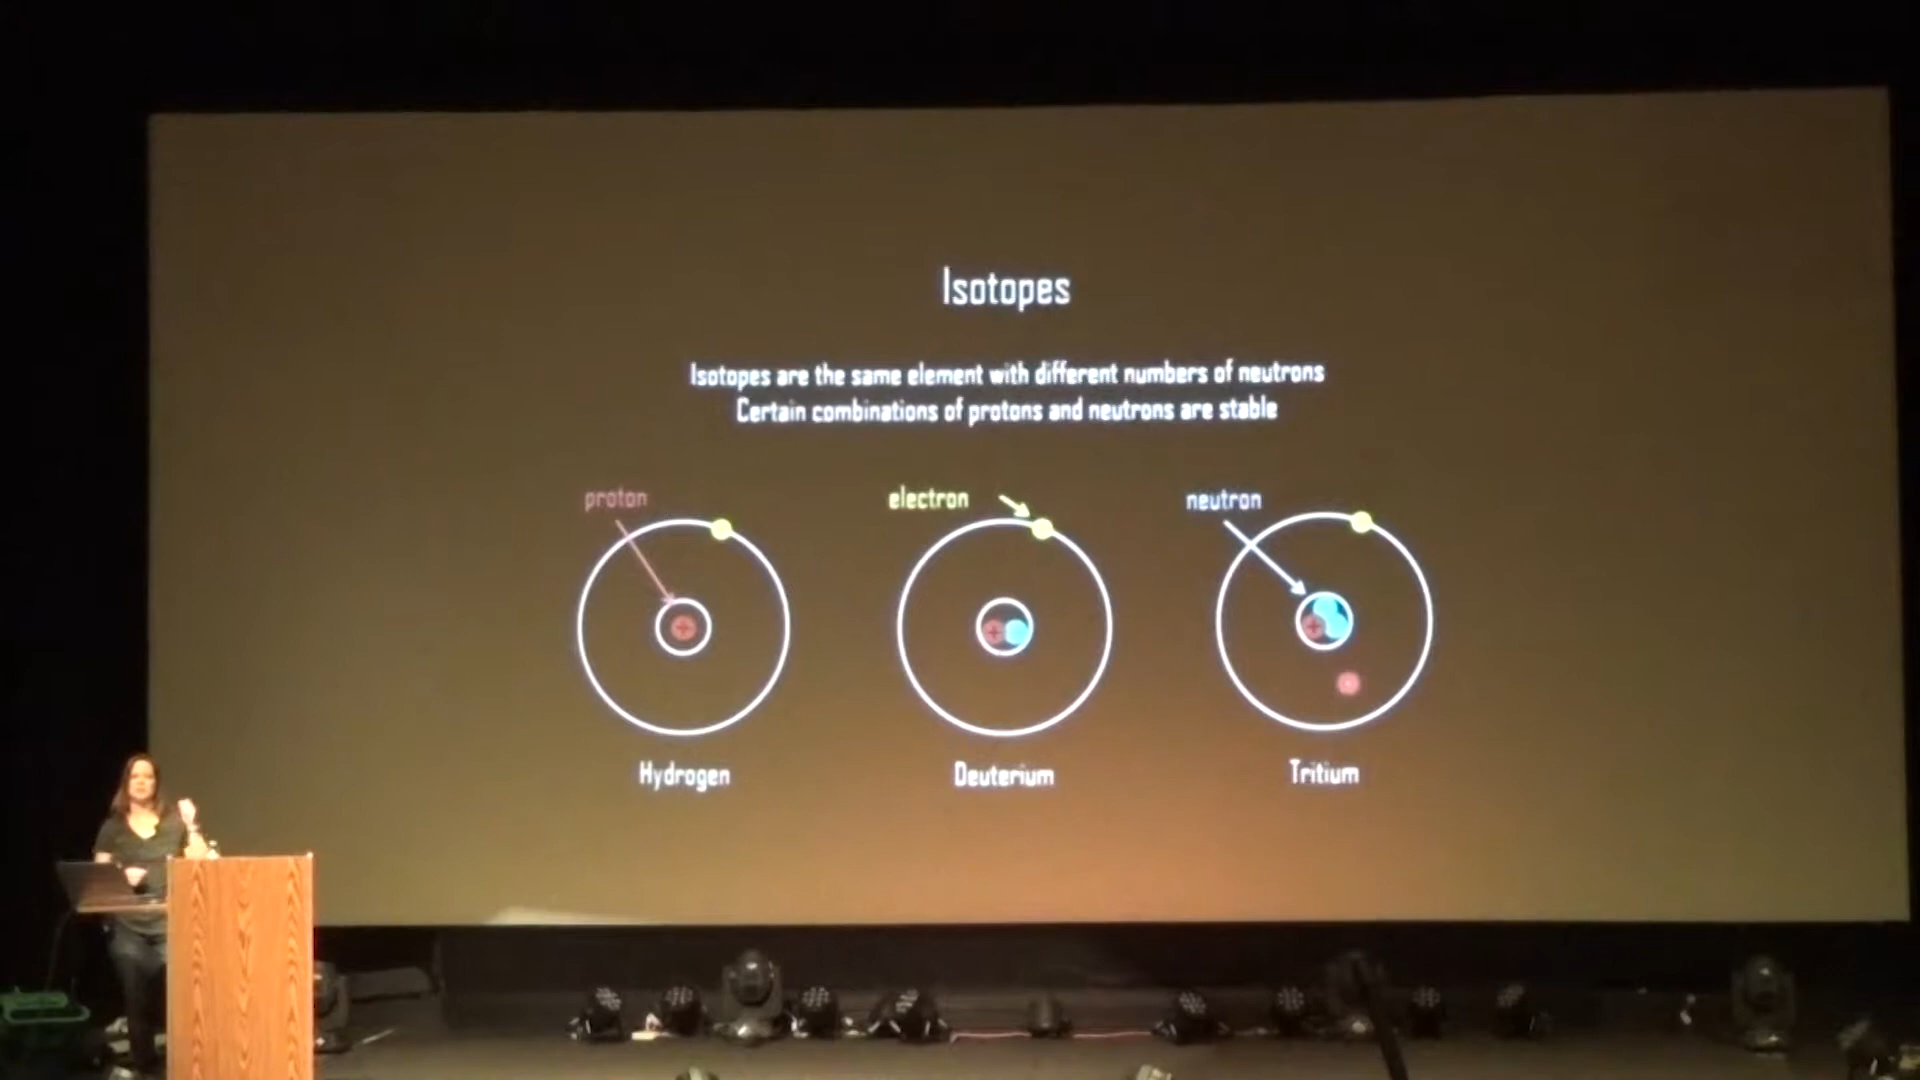 Isotopes
Isotopes are the same element with different numbers of neutrons
Certain combinations of protons and neutrons are stable
proton
electron
neutron
Hydrogen
Deuterium
Tritium